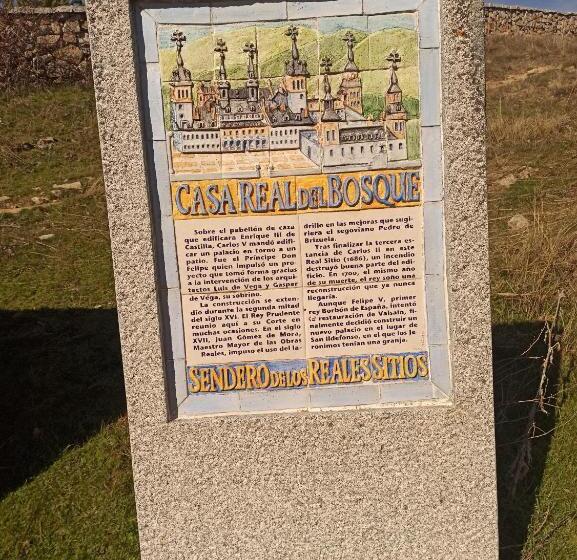 CASA REAL DEL BOSQUE
Sobre el pabellón de caza
que edificara Enrique III de
Castilla, Carlos V mandó edifi-
car un palacio en torno a un
patio. Fue el Príncipe Don
Felipe quien impulsó un pro-
yecto que tomó forma gracias
a la intervención de los arqui-
tectos Luis de Vega y Gaspar
de Vega, su sobrino.
La construcción se exten-
dió durante la segunda mitad
del siglo XVI. El Rey Prudente
reunió aquí a su Corte en
muchas ocasiones. En el siglo
XVII, Juan Gómez de Mora,
Maestro Mayor de las Obras
Reales, impuso el uso del la-
drillo en las mejoras que sugi-
riera el segoviano Pedro de
Brizuela.
Tras finalizar la tercera es-
tancia de Carlos II en este
Real Sitio (1686), un incendio
destruyó buena parte del edi-
ficio. En 1700, el mismo año
de su muerte, el rey soño una
reconstrucción que ya nunca
llegaría.
Aunque Felipe V, primer
rey Borbón de España, intentó
la restauración de Valsaín, fi-
nalmente decidió construir un
nuevo palacio en el lugar de
San Ildefonso, en el que los Je-
rónimos tenían una granja.
SENDERO DE LOS REALES SITIOS